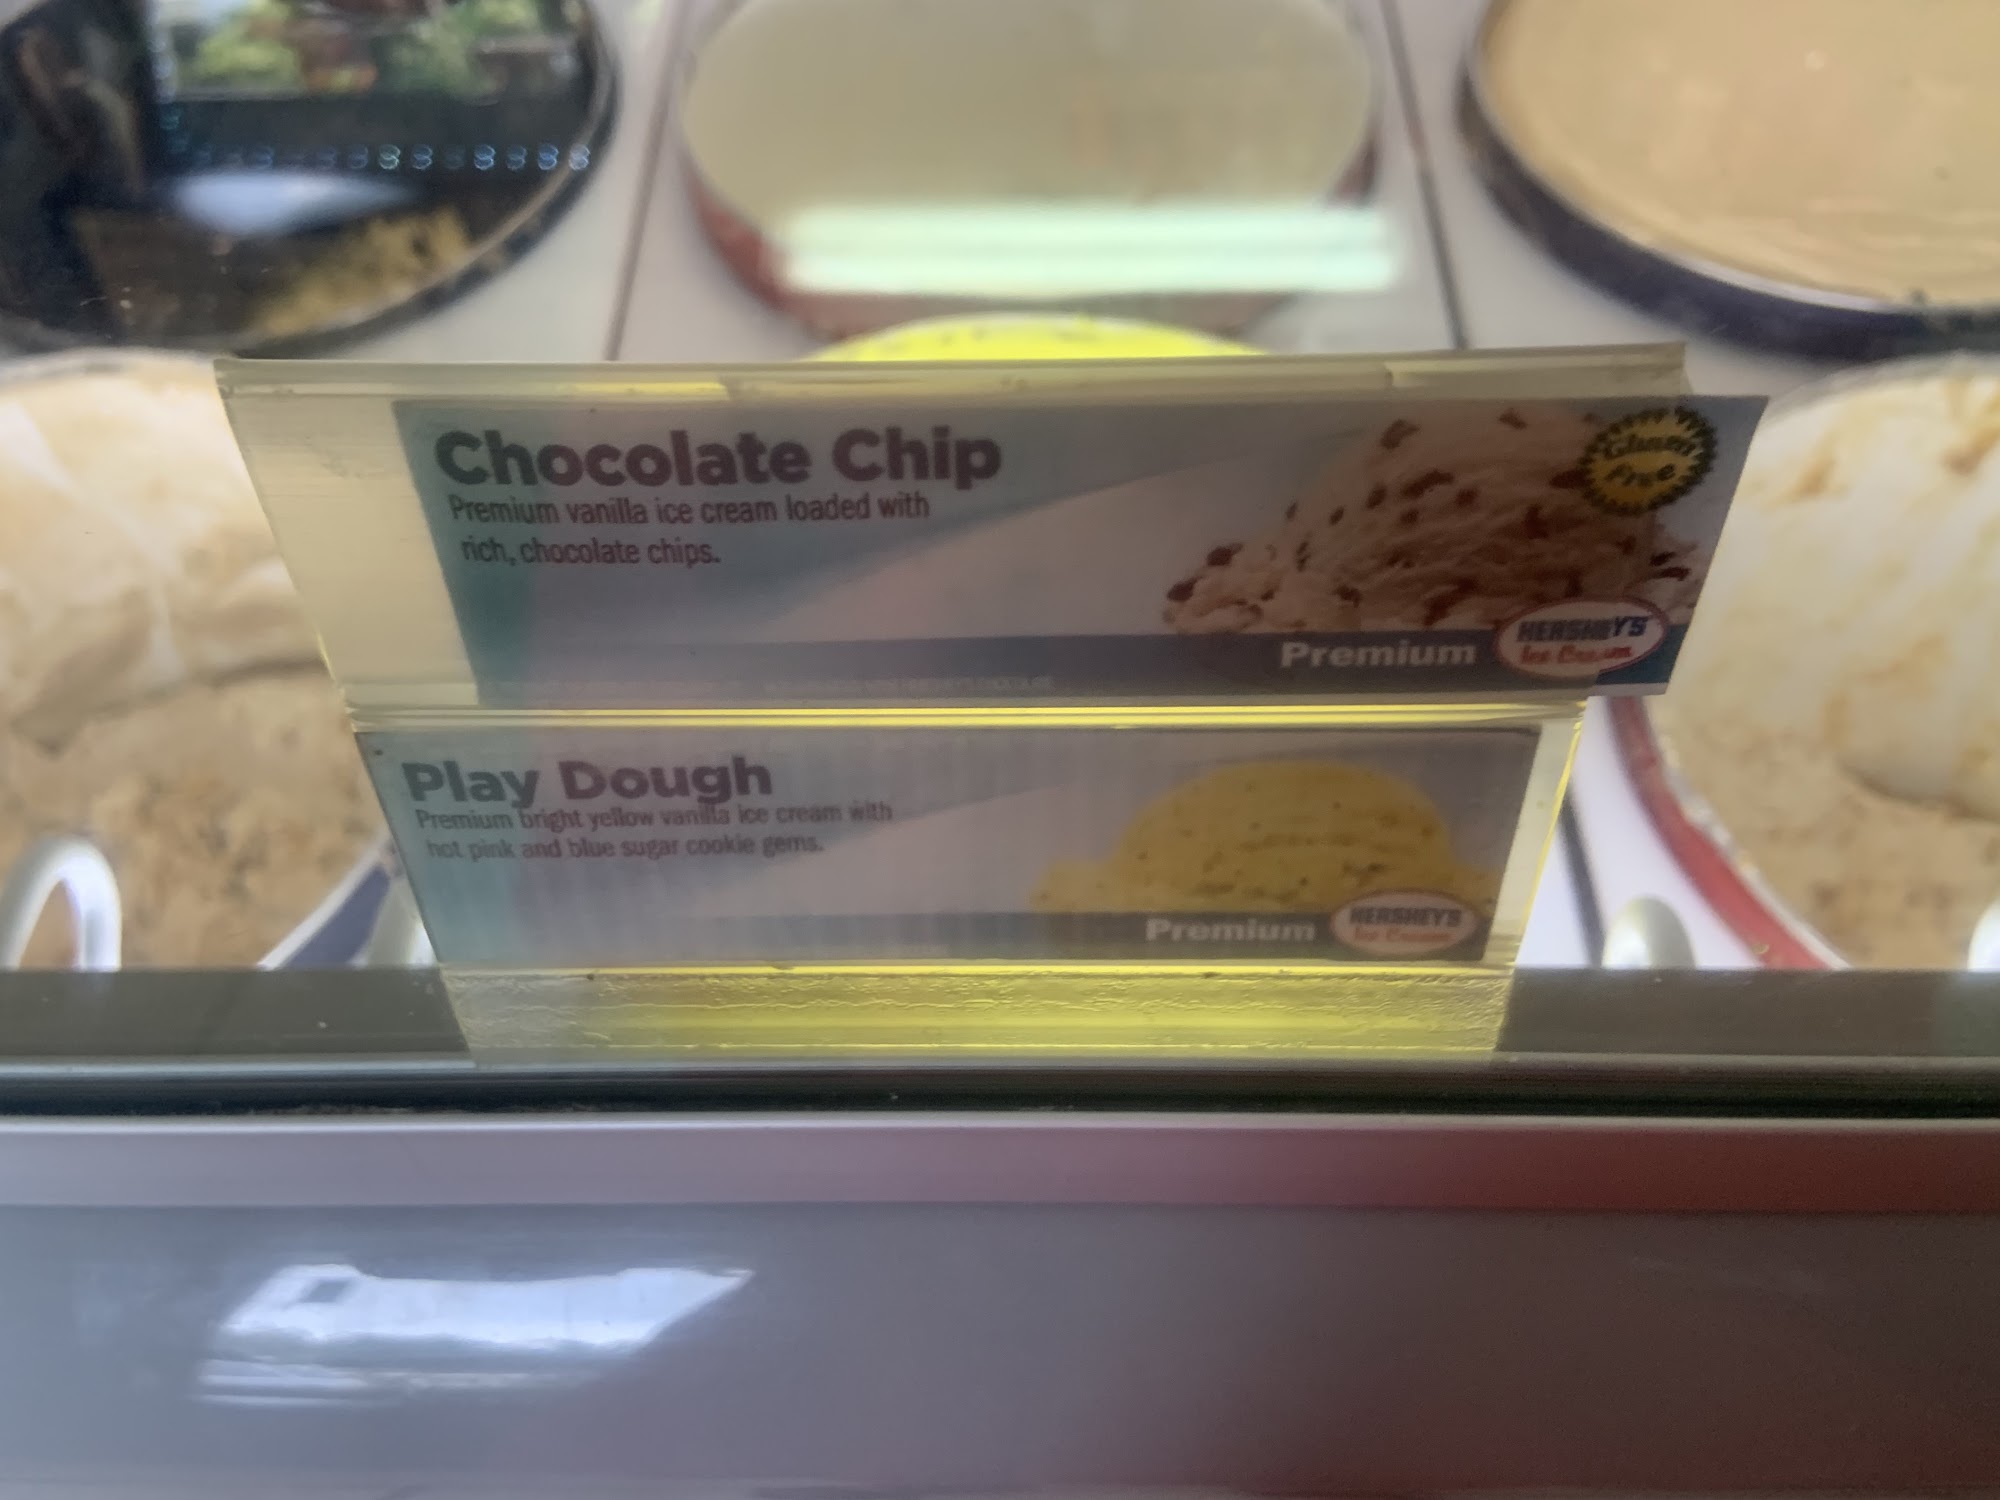 Chocolate Chip
Premium vanilla ice cream loaded with
rich, chocolate chips.
Gluten
Free
Premium
HERSHEY'S
Ice Cream
Play Dough
Premium bright yellow vanilla ice cream with
hot pink and blue sugar cookie gems.
Premium
HERSHEY'S
Ice Cream